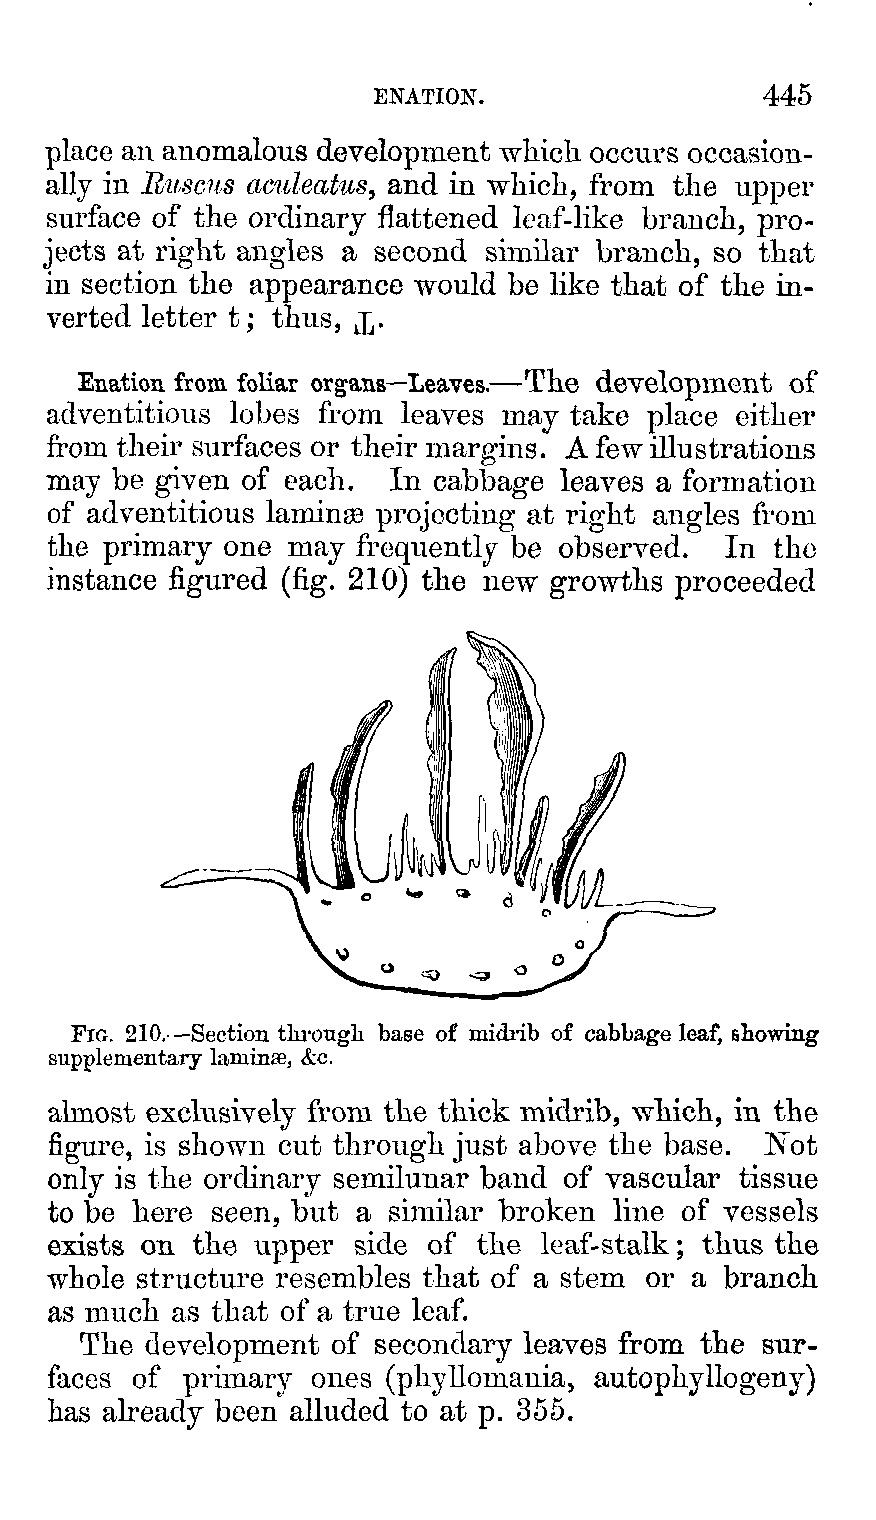 ENATION. 445
place an anomalous development which occurs occasion-
ally in Ruscus aculeatus, and in which, from the upper
surface of the ordinary flattened leaf-like branch, pro-
jects at right angles a second similar branch, so that
in section the appearance would be like that of the in-
verted letter t; thus, ⊥.
Enation from foliar organs—Leaves.—The development of
adventitious lobes from leaves may take place either
from their surfaces or their margins. A few illustrations
may be given of each. In cabbage leaves a formation
of adventitious laminæ projecting at right angles from
the primary one may frequently be observed. In the
instance figured (fig. 210) the new growths proceeded
FIG. 210.—Section through base of midrib of cabbage leaf, showing
supplementary laminæ, &c.
almost exclusively from the thick midrib, which, in the
figure, is shown cut through just above the base. Not
only is the ordinary semilunar band of vascular tissue
to be here seen, but a similar broken line of vessels
exists on the upper side of the leaf-stalk; thus the
whole structure resembles that of a stem or a branch
as much as that of a true leaf.
The development of secondary leaves from the sur-
faces of primary ones (phyllomania, autophyllogeny)
has already been alluded to at p. 355.